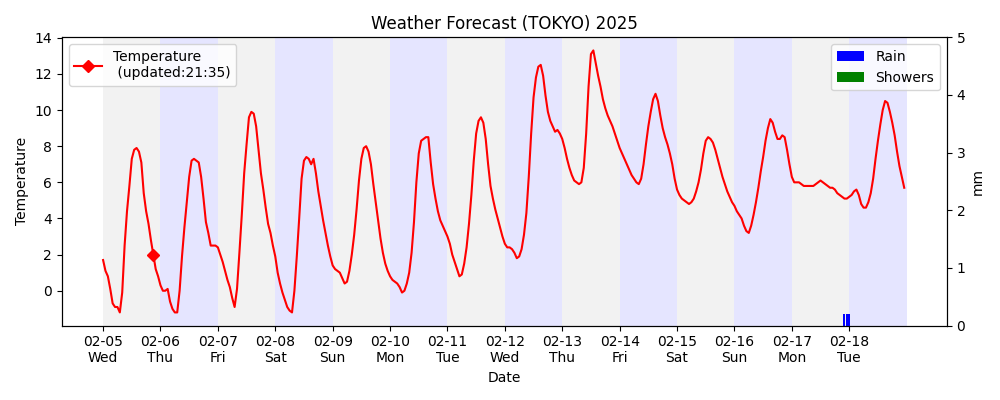 Weather Forecast (TOKYO) 2025
Temperature
(updated:21:35)
Rain
Showers
14
12
10
8
6
4
2
0
Temperature
5
4
3
2
1
0
mm
02-05 02-06 02-07 02-08 02-09 02-10 02-11 02-12 02-13 02-14 02-15 02-16 02-17 02-18
Wed Thu Fri Sat Sun Mon Tue Wed Thu Fri Sat Sun Mon Tue
Date